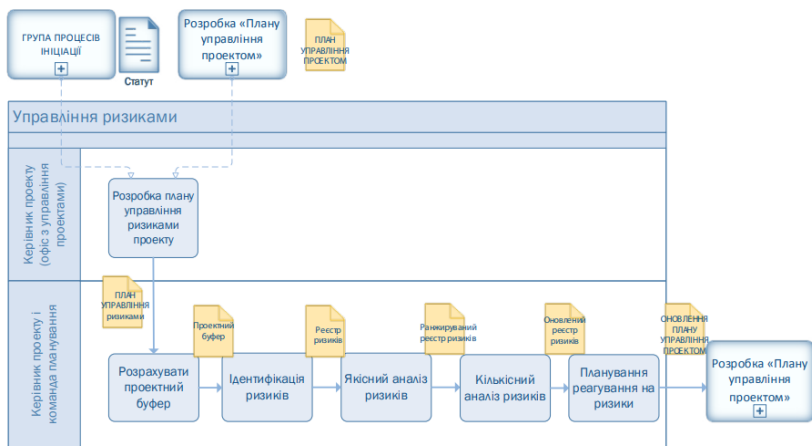 ГРУПА ПРОЦЕСІВ
ІНІЦІАЦІЇ
Статут
Розробка «Плану
управління
проектом»
ПЛАН
УПРАВЛІННЯ
ПРОЕКТОМ
Управління ризиками
Керівник проекту
(офіс з управління
проектами)
Розробка плану
управління
ризиками
проекту
Керівник проекту і
команда планування
ПЛАН
УПРАВЛІННЯ
РИЗИКАМИ
Проектний
буфер
Реєстр
ризиків
Ранжируваний
реєстр ризиків
Оновлений
реєстр
ризиків
ОНОВЛЕННЯ
ПЛАНУ
УПРАВЛІННЯ
ПРОЕКТОМ
Розрахувати
проектний
буфер
Ідентифікація
ризиків
Якісний аналіз
ризиків
Кількісний
аналіз ризиків
Планування
реагування на
ризики
Розробка «Плану
управління
проектом»